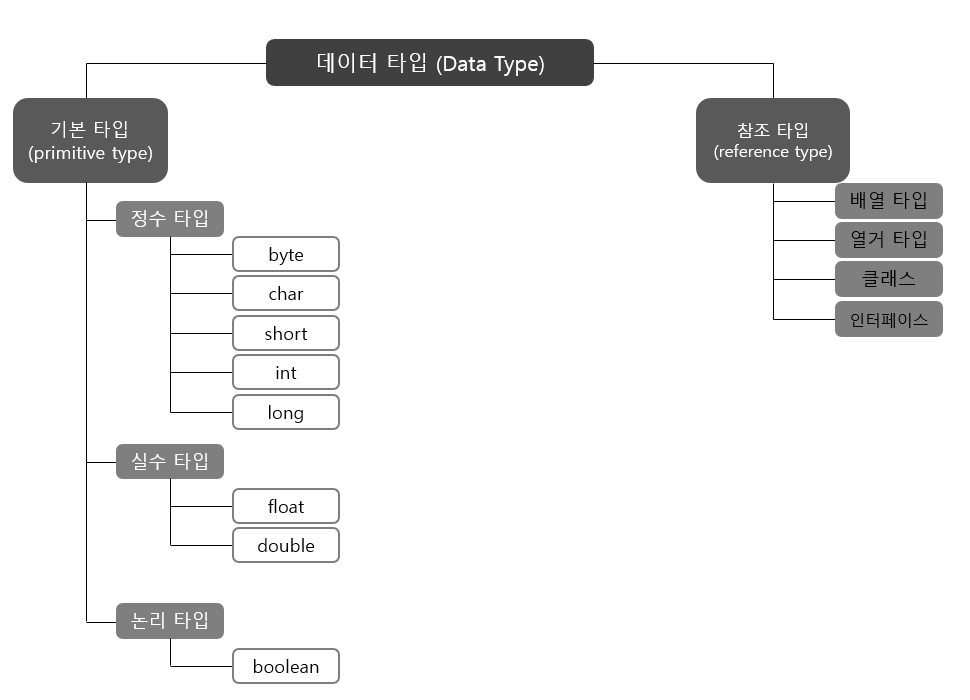 데이터 타입 (Data Type)
기본 타입
(primitive type)
정수 타입
byte
char
short
int
long
실수 타입
float
double
논리 타입
boolean
참조 타입
(reference type)
배열 타입
열거 타입
클래스
인터페이스